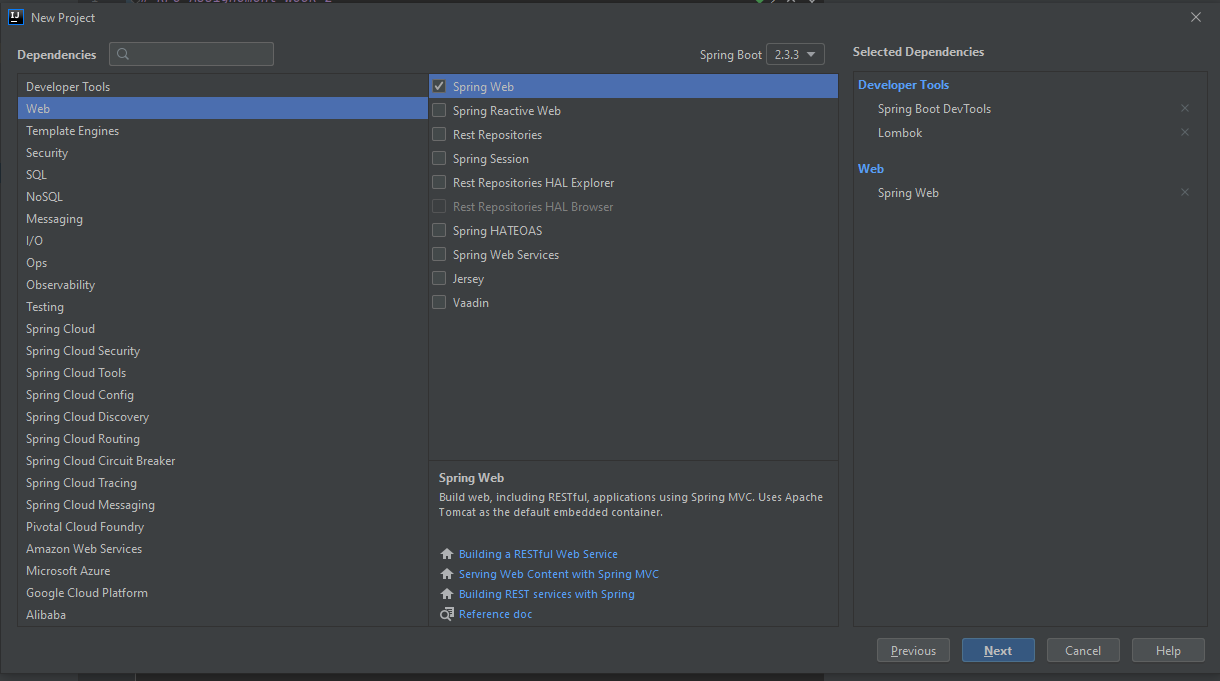 New Project
Dependencies
Spring Boot 2.3.3
Selected Dependencies
Developer Tools
Web
Template Engines
Security
SQL
NoSQL
Messaging
I/O
Ops
Observability
Testing
Spring Cloud
Spring Cloud Security
Spring Cloud Tools
Spring Cloud Config
Spring Cloud Discovery
Spring Cloud Routing
Spring Cloud Circuit Breaker
Spring Cloud Tracing
Spring Cloud Messaging
Pivotal Cloud Foundry
Amazon Web Services
Microsoft Azure
Google Cloud Platform
Alibaba
Spring Web
Spring Reactive Web
Rest Repositories
Spring Session
Rest Repositories HAL Explorer
Rest Repositories HAL Browser
Spring HATEOAS
Spring Web Services
Jersey
Vaadin
Spring Web
Build web, including RESTful, applications using Spring MVC. Uses Apache
Tomcat as the default embedded container.
Building a RESTful Web Service
Serving Web Content with Spring MVC
Building REST services with Spring
Reference doc
Developer Tools
Spring Boot DevTools
Lombok
Web
Spring Web
Previous
Next
Cancel
Help